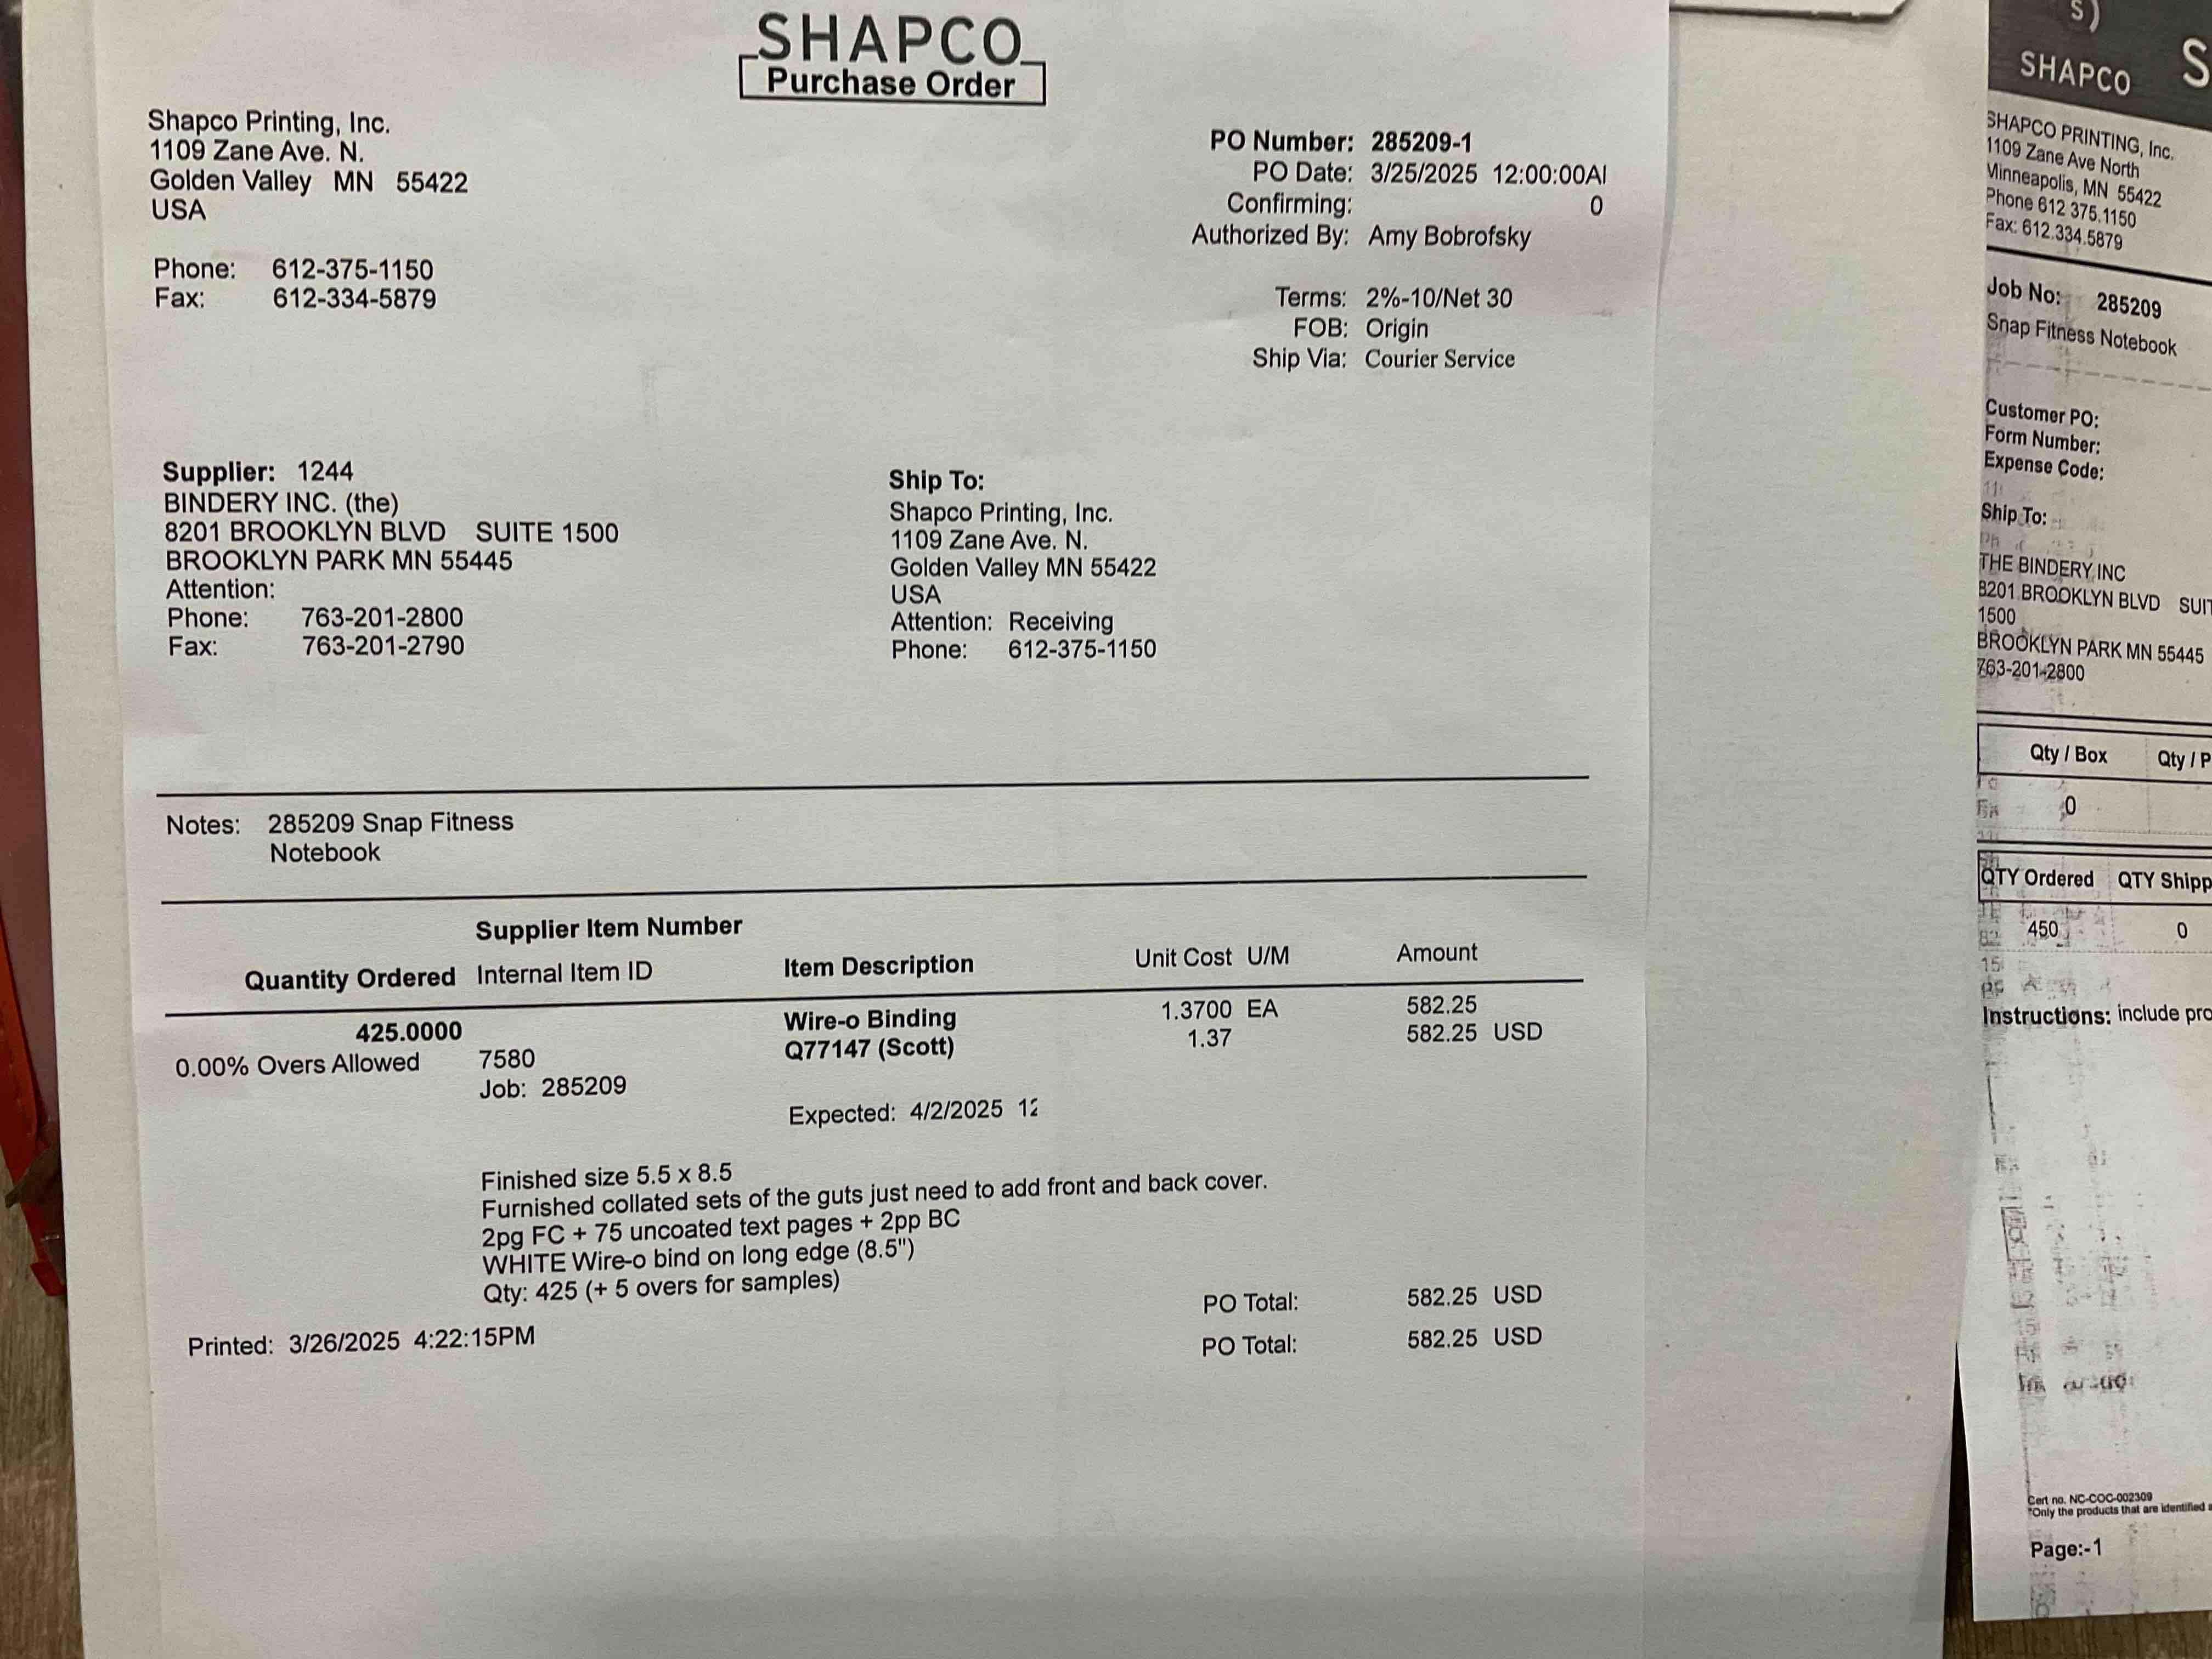 SHAPCO
Purchase Order
Shapco Printing, Inc.
1109 Zane Ave. N.
Golden Valley MN 55422
USA
Phone: 612-375-1150
Fax: 612-334-5879
PO Number: 285209-1
PO Date: 3/25/2025 12:00:00A
Confirming: 0
Authorized By: Amy Bobrofsky
Terms: 2%-10/Net 30
FOB: Origin
Ship Via: Courier Service
Supplier: 1244
BINDERY INC. (the)
8201 BROOKLYN BLVD SUITE 1500
BROOKLYN PARK MN 55445
Attention:
Phone: 763-201-2800
Fax: 763-201-2790
Ship To:
Shapco Printing, Inc.
1109 Zane Ave. N.
Golden Valley MN 55422
USA
Attention: Receiving
Phone: 612-375-1150
Notes: 285209 Snap Fitness
Notebook
Supplier Item Number
Quantity Ordered Internal Item ID Item Description Unit Cost U/M Amount
425.0000 Wire-o Binding 1.3700 EA 582.25
Q77147 (Scott) 1.37 582.25 USD
0.00% Overs Allowed 7580
Job: 285209
Expected: 4/2/2025 12
Finished size 5.5 x 8.5
Furnished collated sets of the guts just need to add front and back cover.
2pg FC + 75 uncoated text pages + 2pp BC
WHITE Wire-o bind on long edge (8.5")
Qty: 425 (+ 5 overs for samples)
PO Total: 582.25 USD
Printed: 3/26/2025 4:22:15PM
PO Total: 582.25 USD
S)
SHAPCO S
SHAPCO PRINTING, Inc.
1109 Zane Ave North
Minneapolis, MN 55422
Phone 612 375.1150
Fax: 612.334.5879
Job No: 285209
Snap Fitness Notebook
Customer PO:
Form Number:
Expense Code:
Ship To:
THE BINDERY INC
8201 BROOKLYN BLVD SUIT
1500
BROOKLYN PARK MN 55445
763-201-2800
Qty / Box Qty / P
0
QTY Ordered QTY Shipp
450 0
Instructions: include pro
Cert no. NC-COC-002309
*Only the products that are identified a
Page:-1